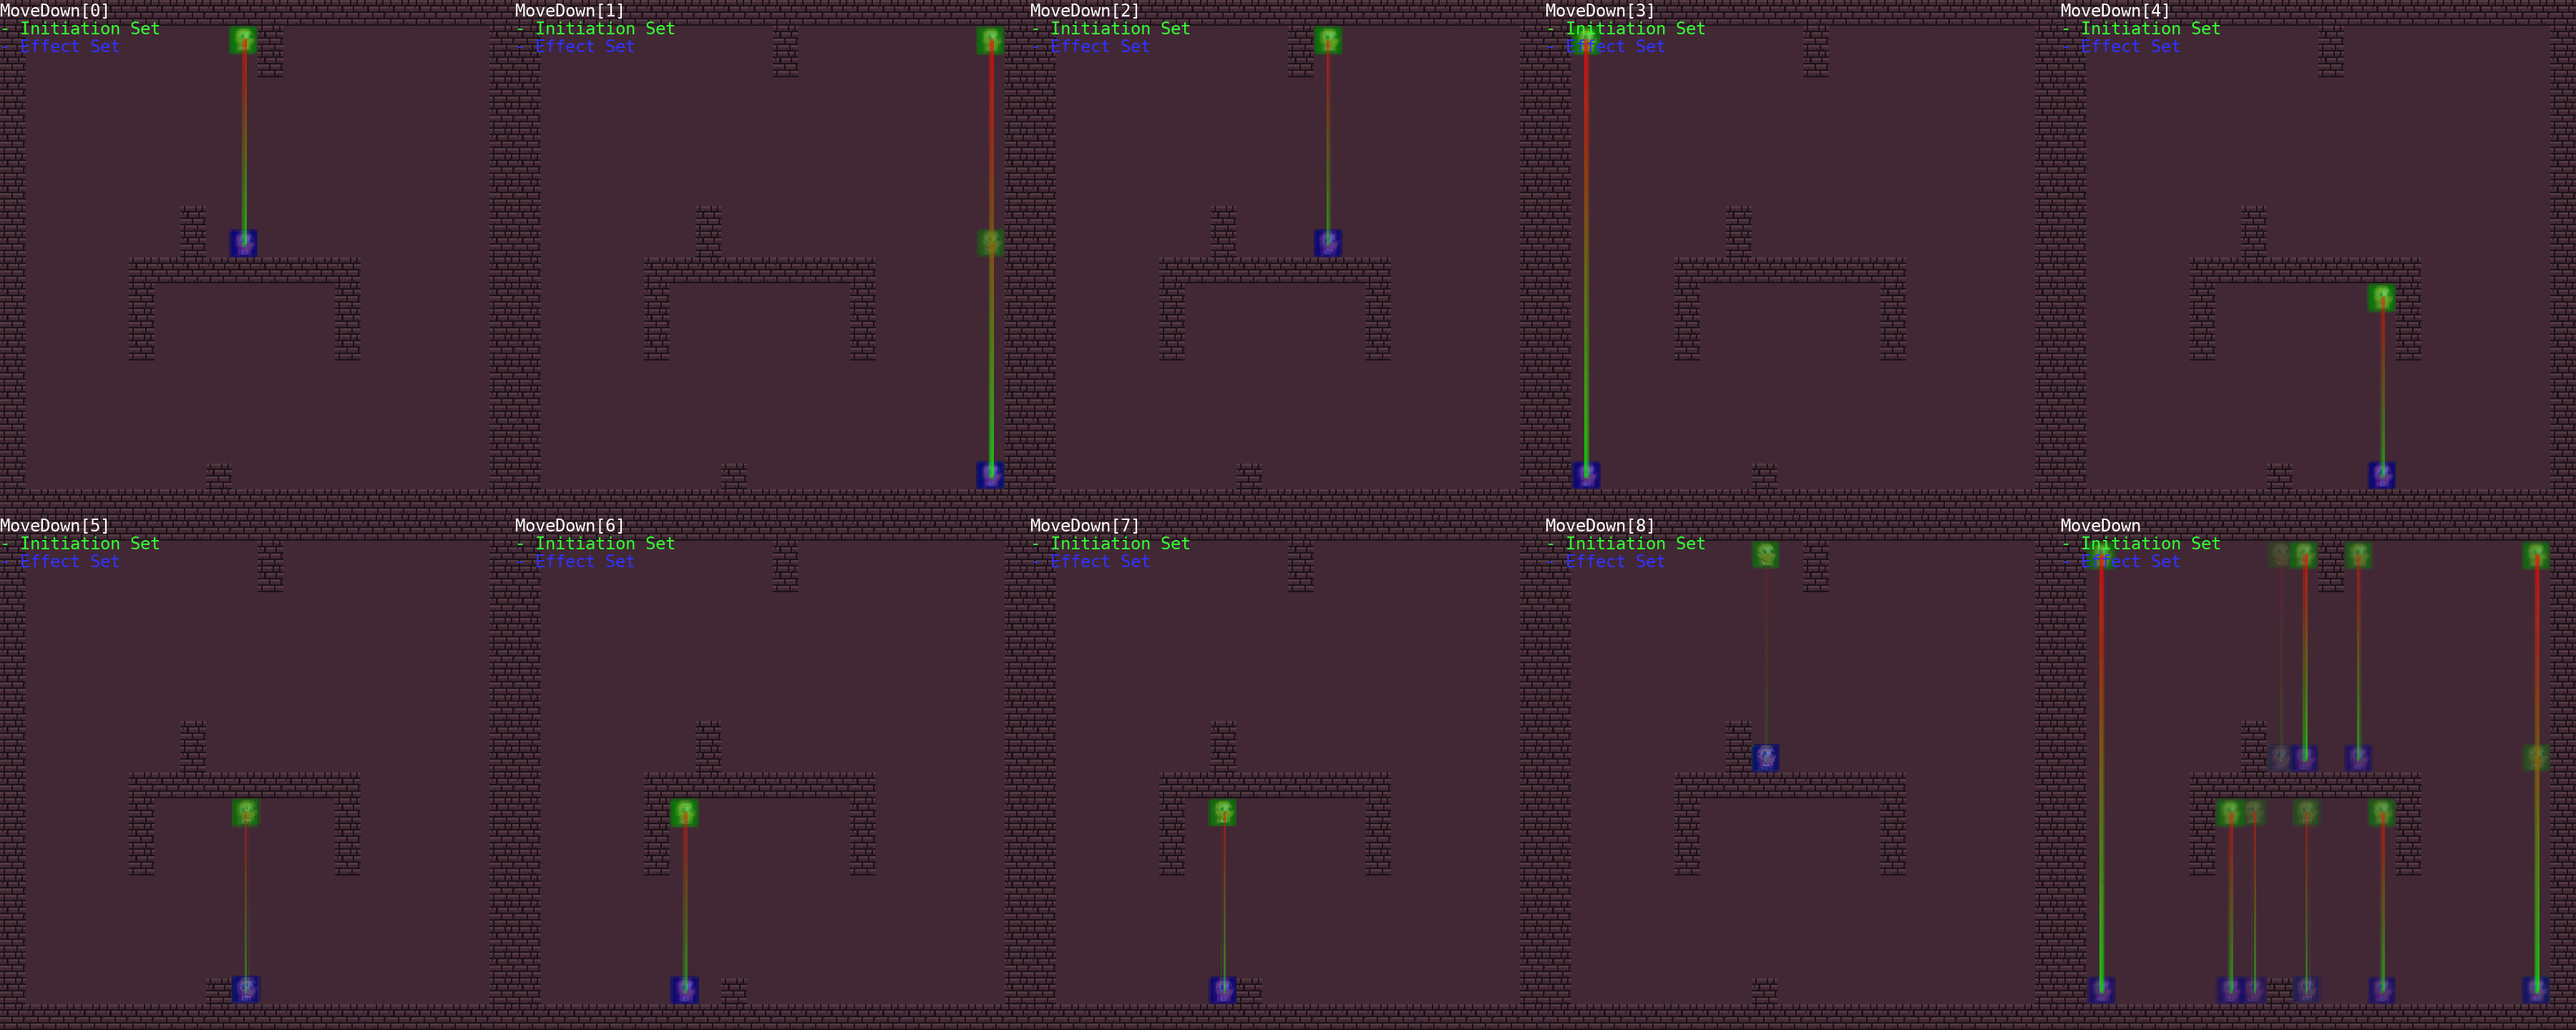 MoveDown[0]
- Initiation Set
- Effect Set
MoveDown[1]
- Initiation Set
- Effect Set
MoveDown[2]
- Initiation Set
- Effect Set
MoveDown[3]
- Initiation Set
- Effect Set
MoveDown[4]
- Initiation Set
- Effect Set
MoveDown[5]
- Initiation Set
- Effect Set
MoveDown[6]
- Initiation Set
- Effect Set
MoveDown[7]
- Initiation Set
- Effect Set
MoveDown[8]
- Initiation Set
- Effect Set
MoveDown
- Initiation Set
- Effect Set